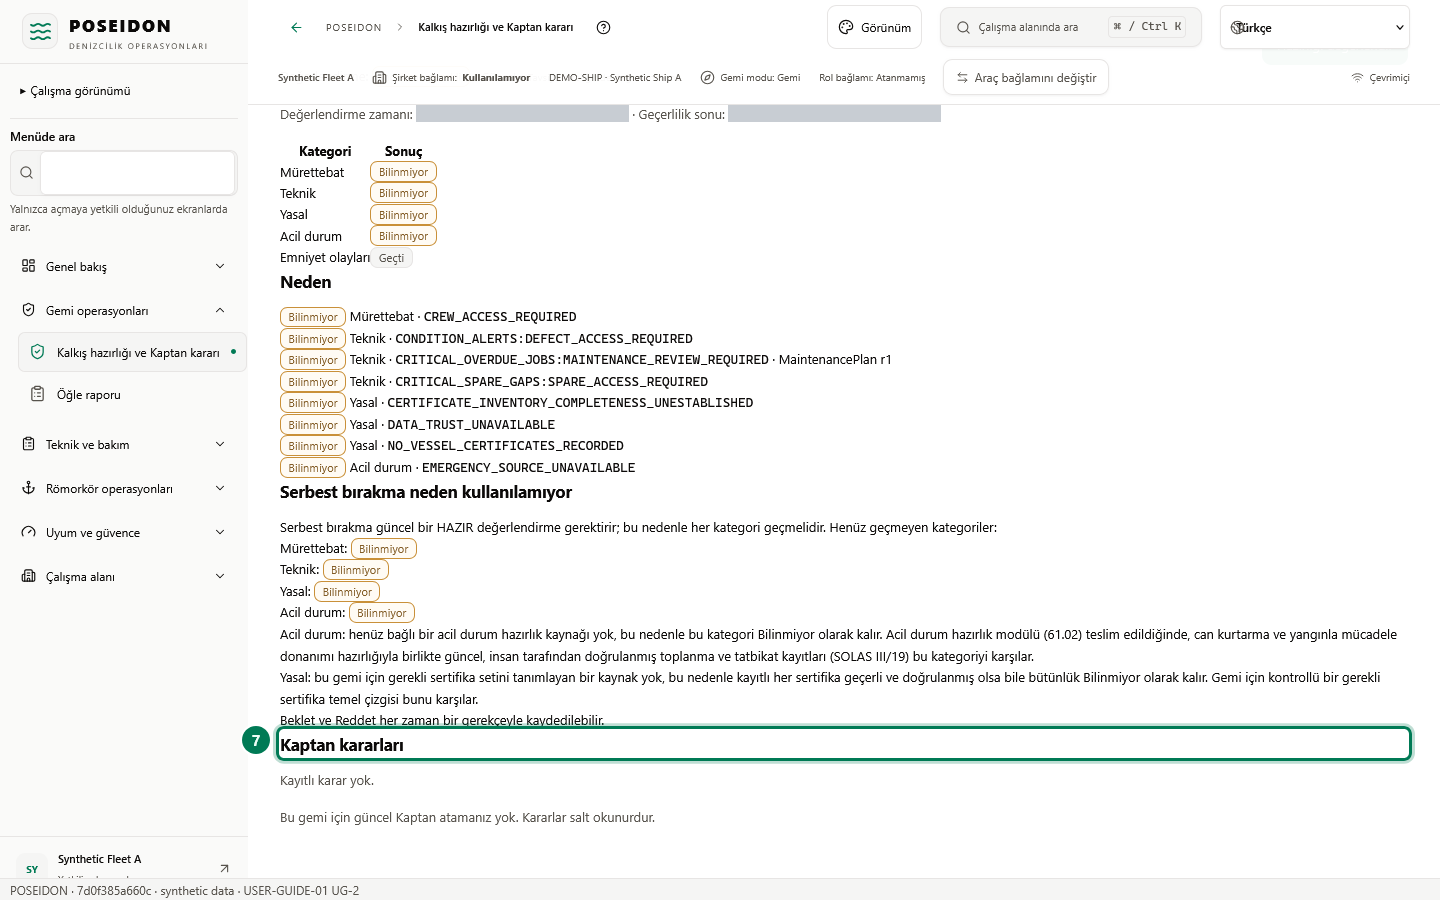 POSEIDON
DENİZCİLİK OPERASYONLARI
Çalışma görünümü
Menüde ara
Yalnızca açmaya yetkili olduğunuz ekranlarda
arar.
Genel bakış
Gemi operasyonları
Kalkış hazırlığı ve Kaptan kararı
Öğle raporu
Teknik ve bakım
Römorkör operasyonları
Uyum ve güvence
Çalışma alanı
SY
Synthetic Fleet A
POSEIDON
Kalkış hazırlığı ve Kaptan kararı
Görünüm
Çalışma alanında ara
⌘ / Ctrl K
Türkçe
Synthetic Fleet A
Şirket bağlamı: Kullanılamıyor
DEMO-SHIP · Synthetic Ship A
Gemi modu: Gemi
Rol bağlamı: Atanmamış
Araç bağlamını değiştir
Çevrimiçi
Değerlendirme zamanı: · Geçerlilik sonu:
Kategori Sonuç
Mürettebat Bilinmiyor
Teknik Bilinmiyor
Yasal Bilinmiyor
Acil durum Bilinmiyor
Emniyet olayları Geçti
Neden
Bilinmiyor Mürettebat · CREW_ACCESS_REQUIRED
Bilinmiyor Teknik · CONDITION_ALERTS:DEFECT_ACCESS_REQUIRED
Bilinmiyor Teknik · CRITICAL_OVERDUE_JOBS:MAINTENANCE_REVIEW_REQUIRED · MaintenancePlan r1
Bilinmiyor Teknik · CRITICAL_SPARE_GAPS:SPARE_ACCESS_REQUIRED
Bilinmiyor Yasal · CERTIFICATE_INVENTORY_COMPLETENESS_UNESTABLISHED
Bilinmiyor Yasal · DATA_TRUST_UNAVAILABLE
Bilinmiyor Yasal · NO_VESSEL_CERTIFICATES_RECORDED
Bilinmiyor Acil durum · EMERGENCY_SOURCE_UNAVAILABLE
Serbest bırakma neden kullanılamıyor
Serbest bırakma güncel bir HAZIR değerlendirme gerektirir; bu nedenle her kategori geçmelidir. Henüz geçmeyen kategoriler:
Mürettebat: Bilinmiyor
Teknik: Bilinmiyor
Yasal: Bilinmiyor
Acil durum: Bilinmiyor
Acil durum: henüz bağlı bir acil durum hazırlık kaynağı yok, bu nedenle bu kategori Bilinmiyor olarak kalır. Acil durum hazırlık modülü (61.02) teslim edildiğinde, can kurtarma ve yangınla mücadele
donanımı hazırlığıyla birlikte güncel, insan tarafından doğrulanmış toplanma ve tatbikat kayıtları (SOLAS III/19) bu kategoriyi karşılar.
Yasal: bu gemi için gerekli sertifika setini tanımlayan bir kaynak yok, bu nedenle kayıtlı her sertifika geçerli ve doğrulanmış olsa bile bütünlük Bilinmiyor olarak kalır. Gemi için kontrollü bir gerekli
sertifika temel çizgisi bunu karşılar.
Beklet ve Reddet her zaman bir gerekçeyle kaydedilebilir.
7
Kaptan kararları
Kayıtlı karar yok.
Bu gemi için güncel Kaptan atamanız yok. Kararlar salt okunurdur.
POSEIDON · 7d0f385a660c · synthetic data · USER-GUIDE-01 UG-2